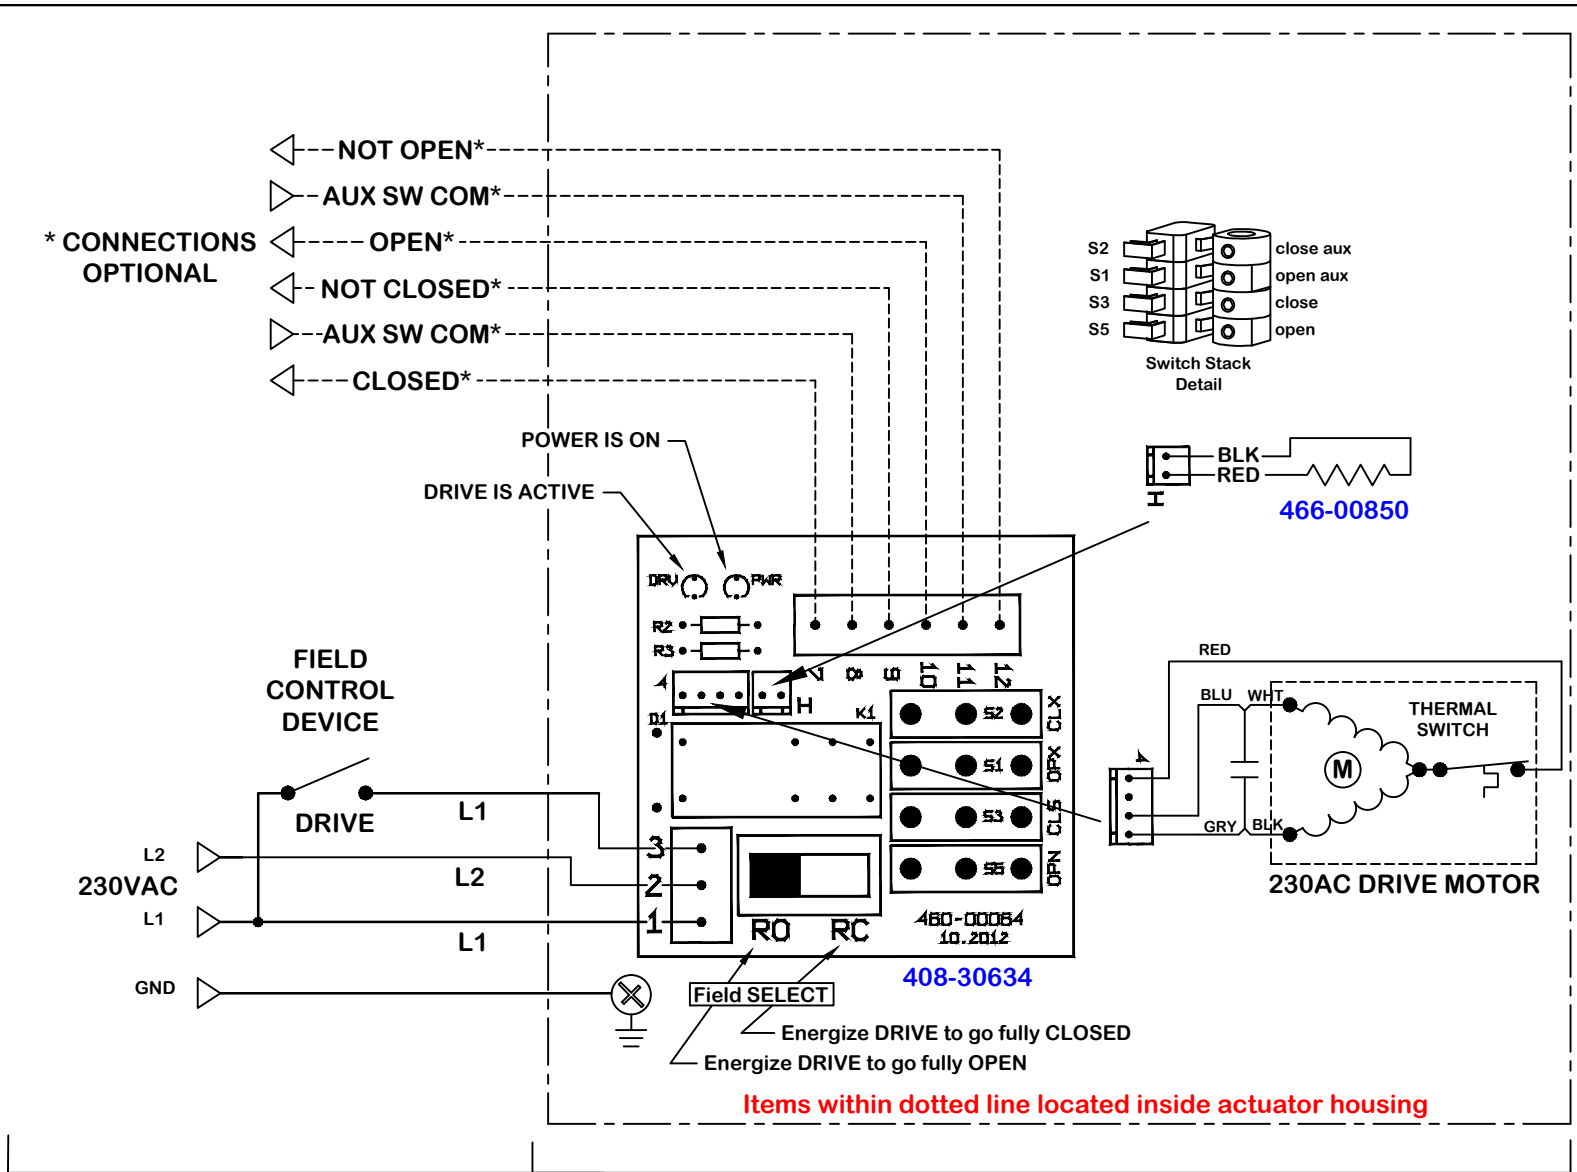 NOT OPEN*
AUX SW COM*
* CONNECTIONS
OPTIONAL
OPEN*
NOT CLOSED*
AUX SW COM*
CLOSED*
S2 close aux
S1 open aux
S3 close
S5 open
Switch Stack
Detail
POWER IS ON
DRIVE IS ACTIVE
BLK
RED
H
466-00850
DRV
PWR
R2
R3
7 8 9 10 11 12
4
H
D1
K1
S2 CLX
S1 OPX
S3 CLS
S5 OPN
FIELD
CONTROL
DEVICE
DRIVE
L1
L2
230VAC
L1
L2
L1
3
2
1
RO RC
460-00064
10.2012
408-30634
GND
Field SELECT
Energize DRIVE to go fully CLOSED
Energize DRIVE to go fully OPEN
RED
BLU WHT
THERMAL
SWITCH
4
M
GRY BLK
230AC DRIVE MOTOR
Items within dotted line located inside actuator housing